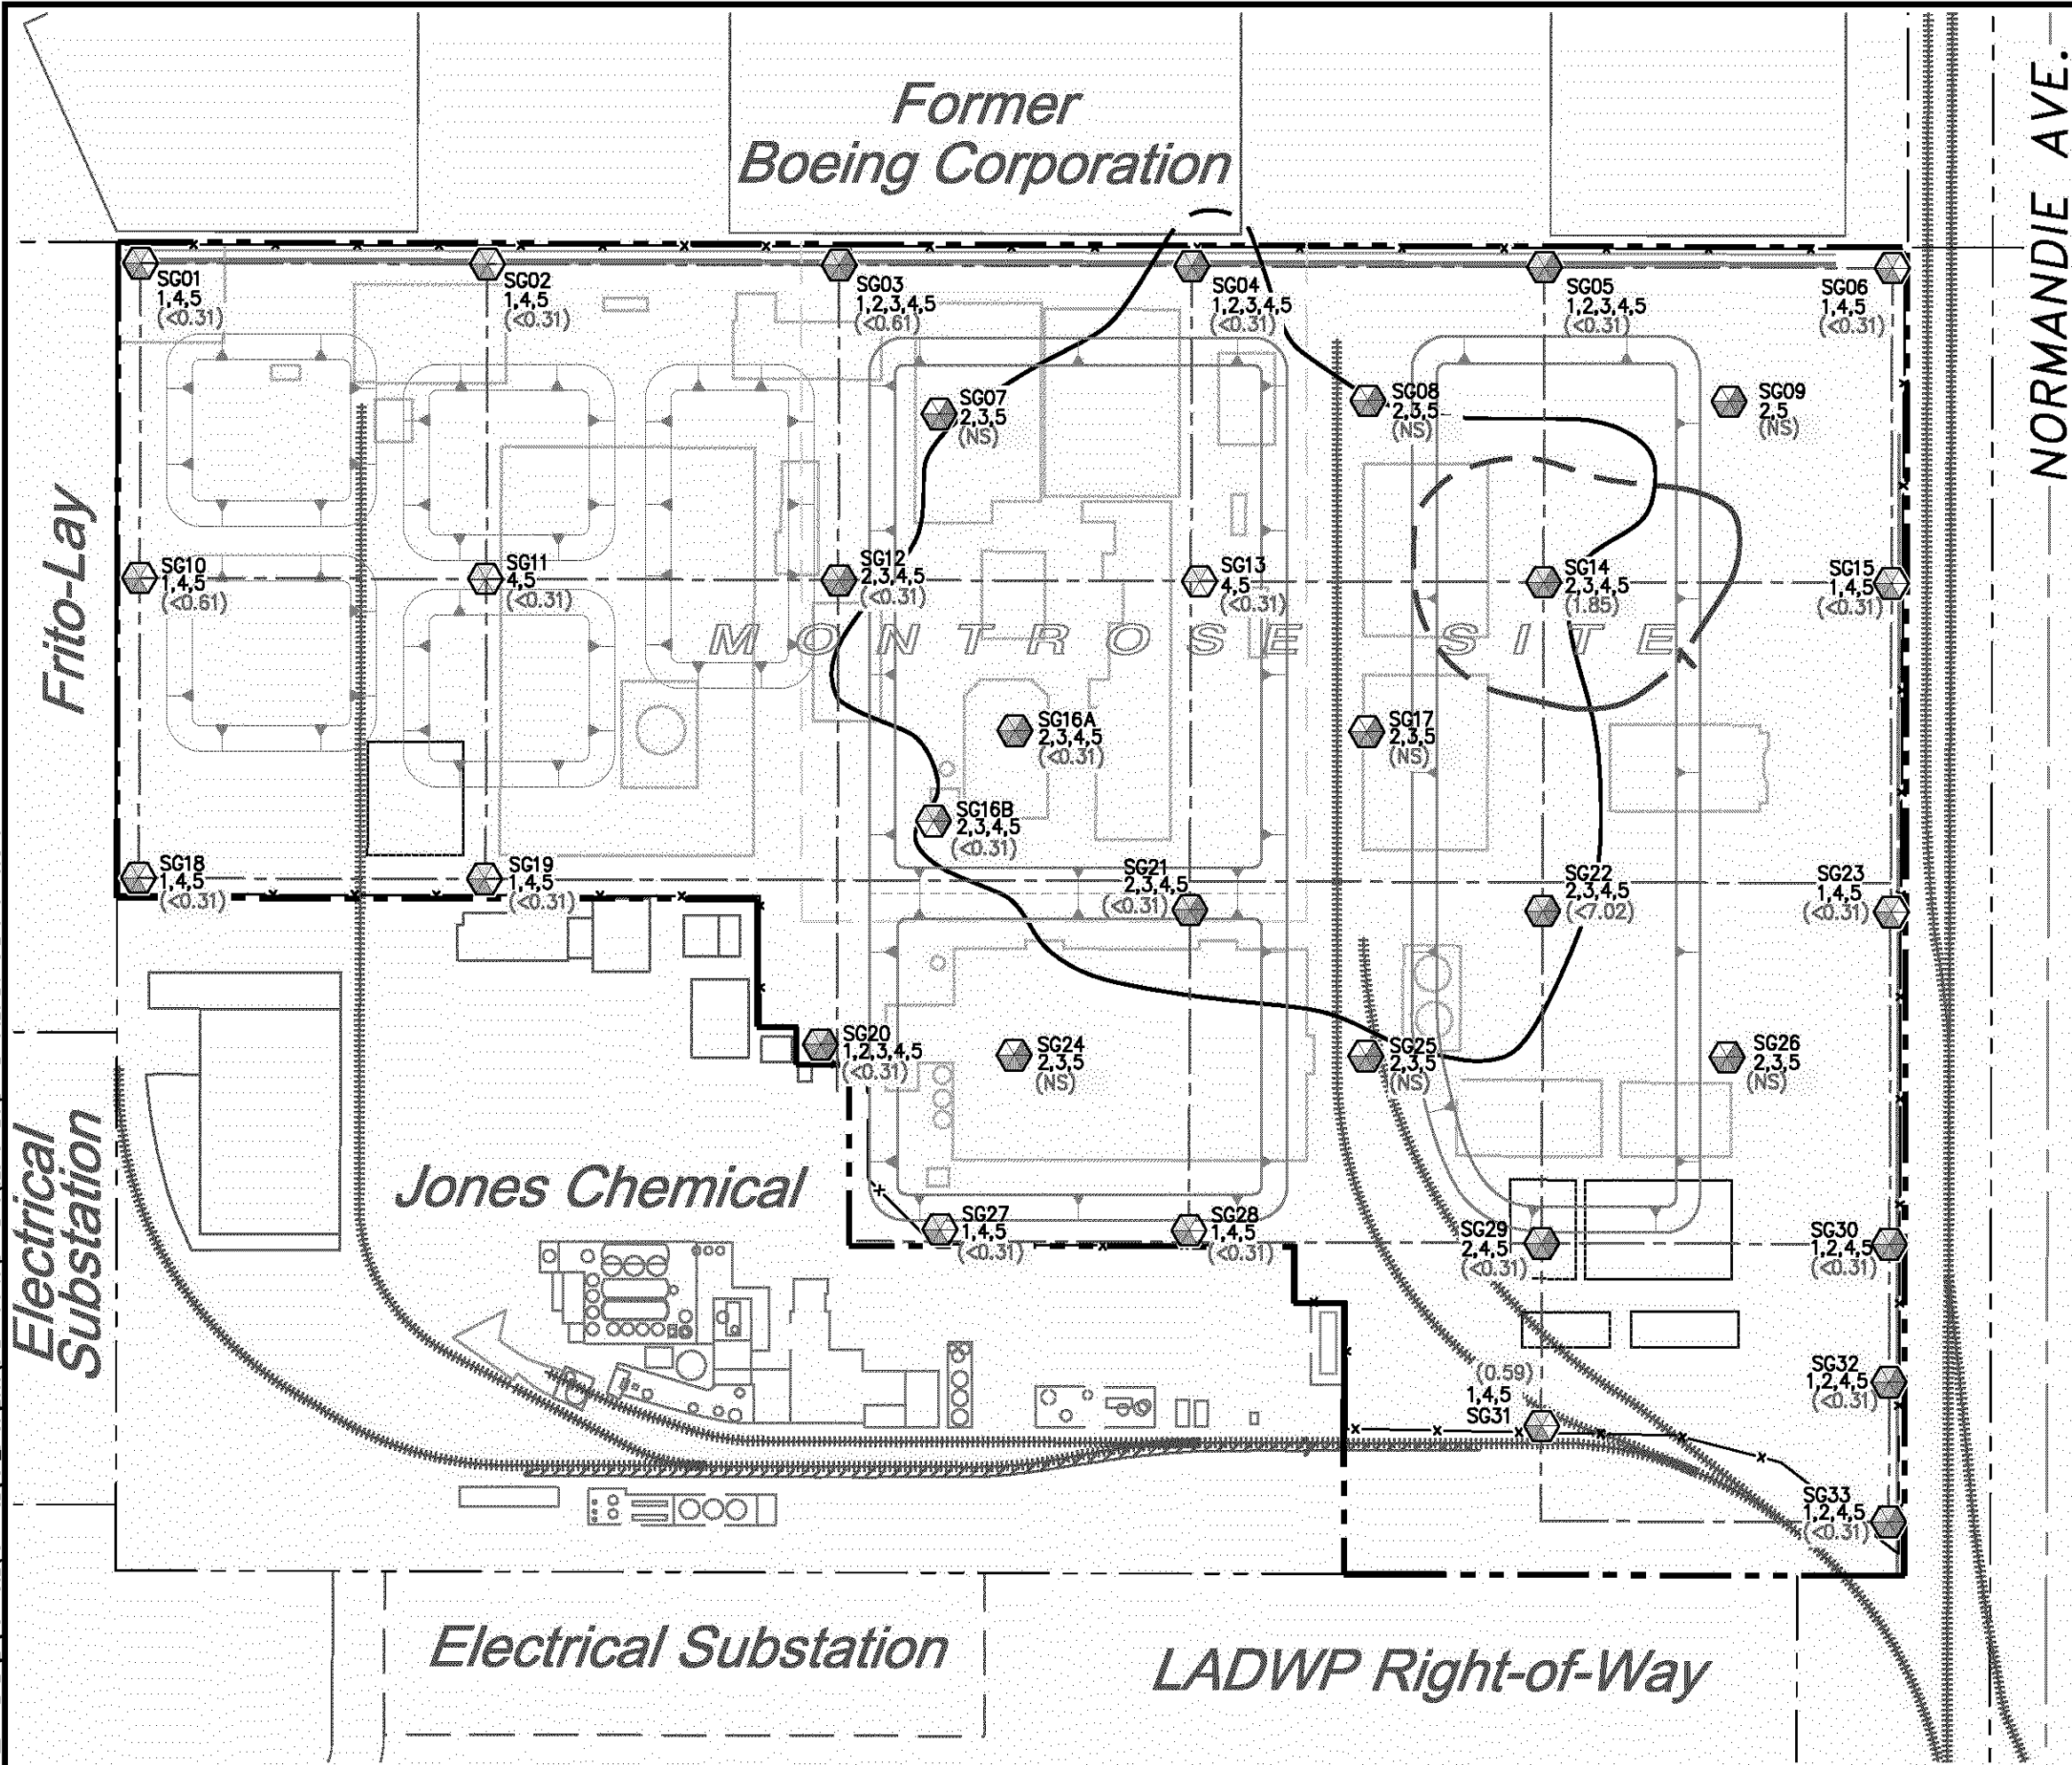 Former
Boeing Corporation
NORMANDIE AVE.
SG01
1,4,5
(<0.31)
SG02
1,4,5
(<0.31)
SG03
1,2,3,4,5
(<0.61)
SG04
1,2,3,4,5
(<0.31)
SG05
1,2,3,4,5
(<0.31)
SG06
1,4,5
(<0.31)
SG07
2,3,5
(NS)
SG08
2,3,5
(NS)
SG09
2,5
(NS)
Frito-Lay
SG10
1,4,5
(<0.61)
SG11
4,5
(<0.31)
SG12
2,3,4,5
(<0.31)
SG13
4,5
(<0.31)
SG14
2,3,4,5
(1.85)
SG15
1,4,5
(<0.31)
MONTROSE SITE
SG16A
2,3,4,5
(<0.31)
SG17
2,3,5
(NS)
SG16B
2,3,4,5
(<0.31)
SG18
1,4,5
(<0.31)
SG19
1,4,5
(<0.31)
SG21
2,3,4,5
(<0.31)
SG22
2,3,4,5
(<7.02)
SG23
1,4,5
(<0.31)
SG20
1,2,3,4,5
(<0.31)
SG24
2,3,5
(NS)
SG25
2,3,5
(NS)
SG26
2,3,5
(NS)
Electrical
Substation
Jones Chemical
SG27
1,4,5
(<0.31)
SG28
1,4,5
(<0.31)
SG29
2,4,5
(<0.31)
SG30
1,2,4,5
(<0.31)
(0.59)
1,4,5
SG31
SG32
1,2,4,5
(<0.31)
SG33
1,2,4,5
(<0.31)
Electrical Substation
LADWP Right-of-Way